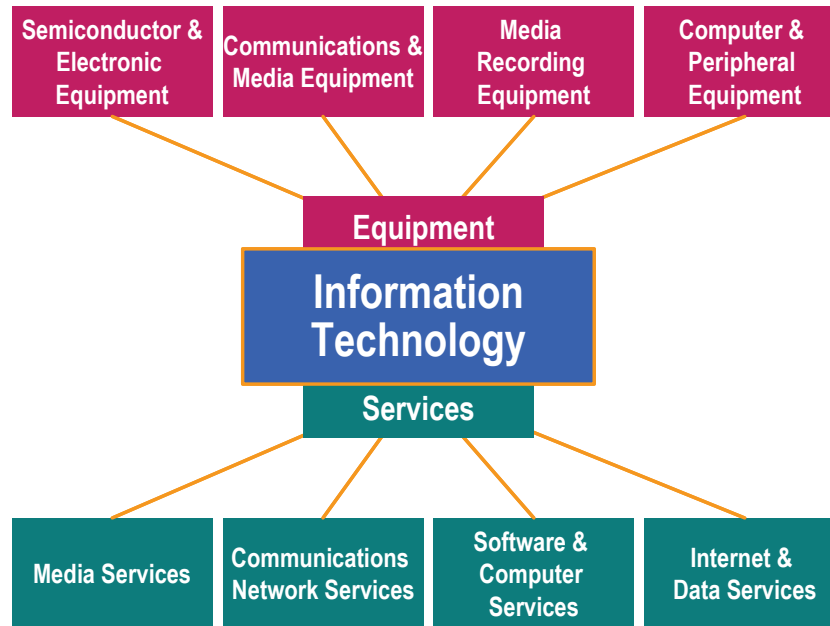 Semiconductor &
Electronic
Equipment
Communications &
Media Equipment
Media
Recording
Equipment
Computer &
Peripheral
Equipment
Equipment
Information
Technology
Services
Media Services
Communications
Network Services
Software &
Computer
Services
Internet &
Data Services